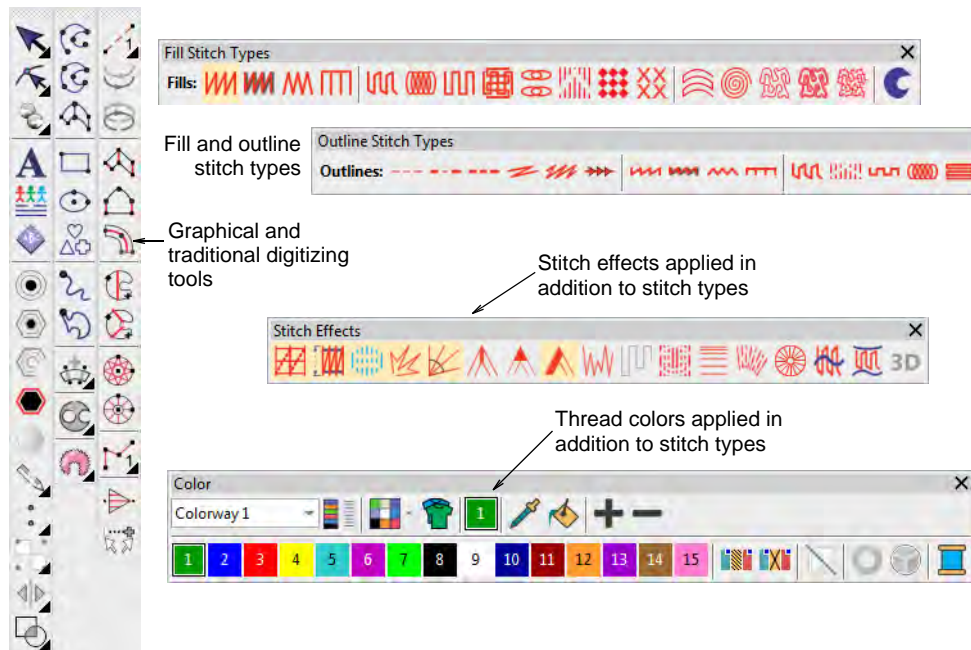 Fill Stitch Types
Fills:
Fill and outline
stitch types
Outline Stitch Types
Outlines:
Graphical and
traditional digitizing
tools
Stitch effects applied in
addition to stitch types
Stitch Effects
3D
Thread colors applied in
addition to stitch types
Color
Colorway 1
1
1 2 3 4 5 6 7 8 9 10 11 12 13 14 15
A
1
1